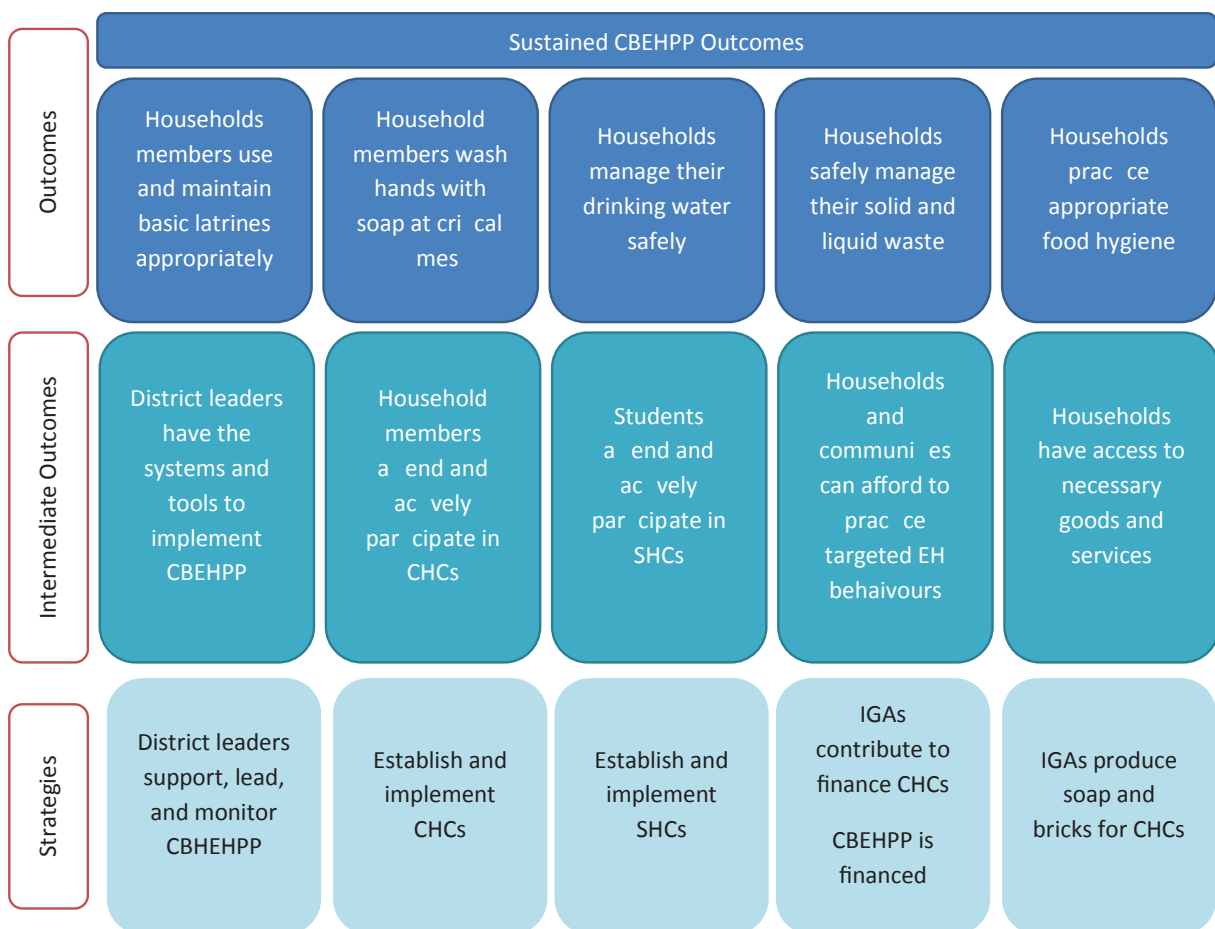 Sustained CBEHPP Outcomes
Outcomes
Households
members use
and maintain
basic latrines
appropriately
Household
members wash
hands with
soap at cri cal
mes
Households
manage their
drinking water
safely
Households
safely manage
their solid and
liquid waste
Households
prac ce
appropriate
food hygiene
Intermediate Outcomes
District leaders
have the
systems and
tools to
implement
CBEHPP
Household
members
a end and
ac vely
par cipate in
CHCs
Students
a end and
ac vely
par cipate in
SHCs
Households
and
communi es
can afford to
prac ce
targeted EH
behaivours
Households
have access to
necessary
goods and
services
Strategies
District leaders
support, lead,
and monitor
CBHEHPP
Establish and
implement
CHCs
Establish and
implement
SHCs
IGAs
contribute to
finance CHCs
CBEHPP is
financed
IGAs produce
soap and
bricks for CHCs